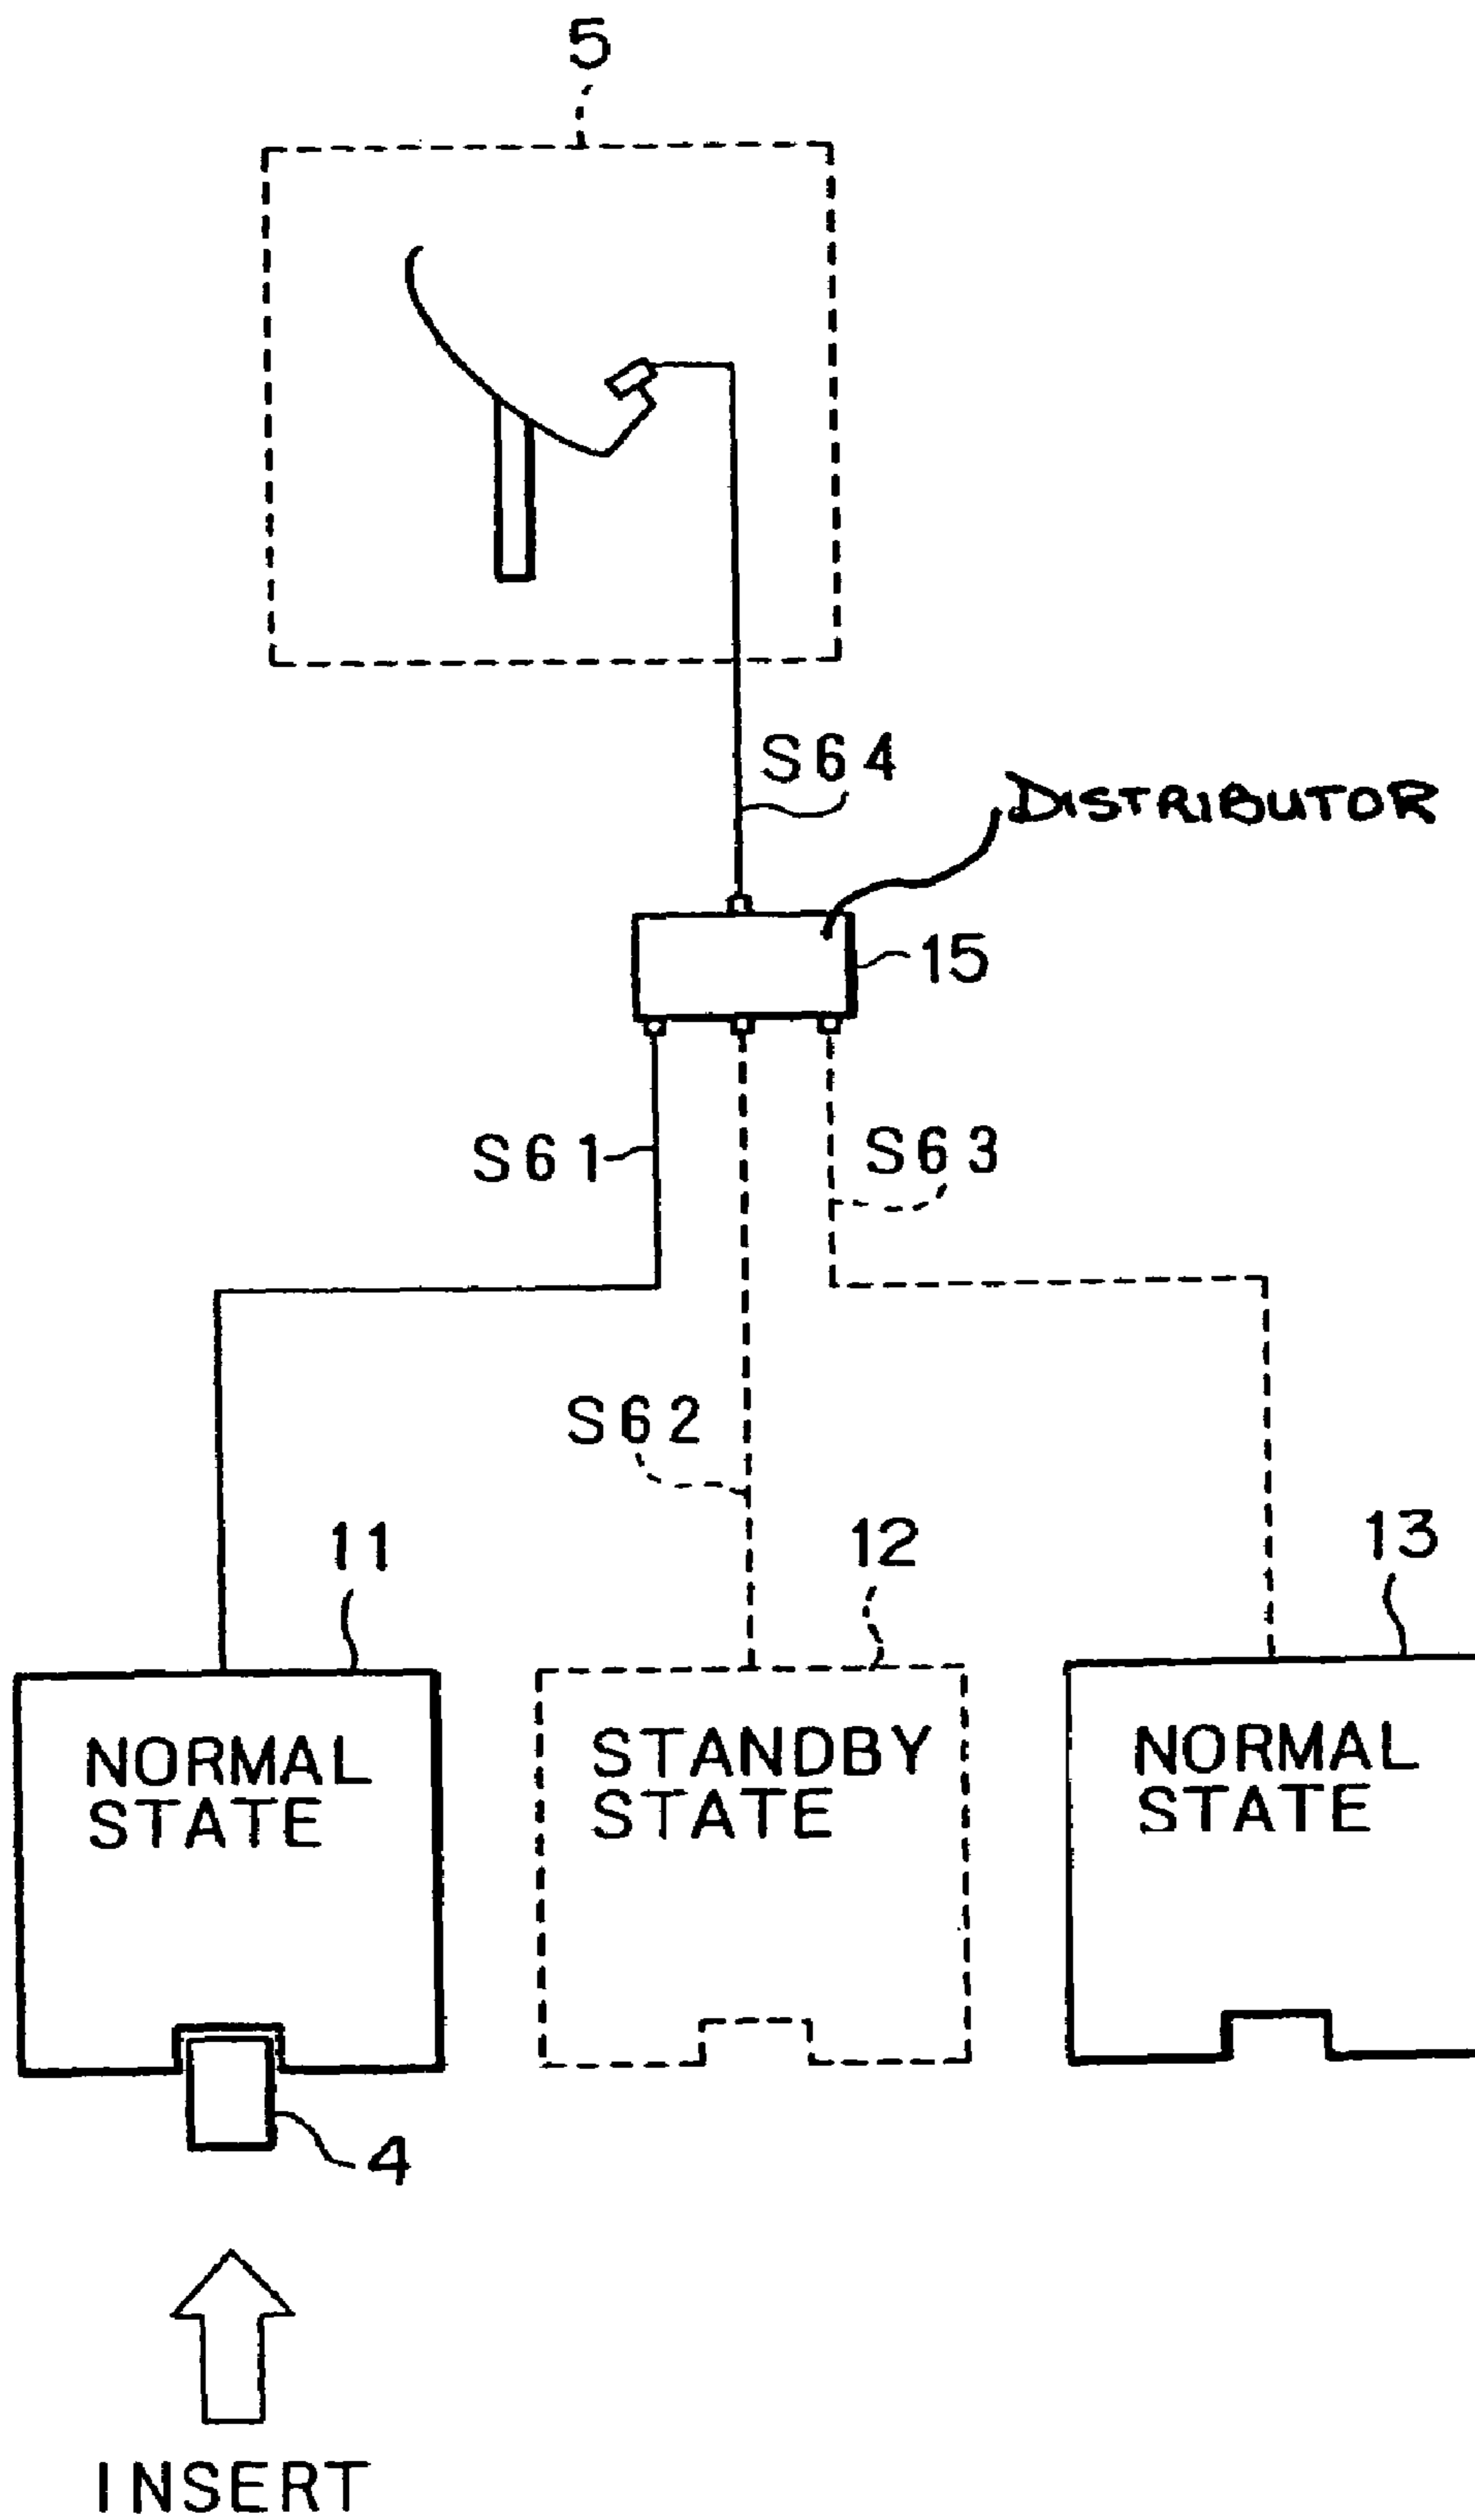 5
S64
DISTRIBUTOR
15
S61
S63
S62
11
12
13
NORMAL
STATE
STANDBY
STATE
NORMAL
STATE
4
INSERT